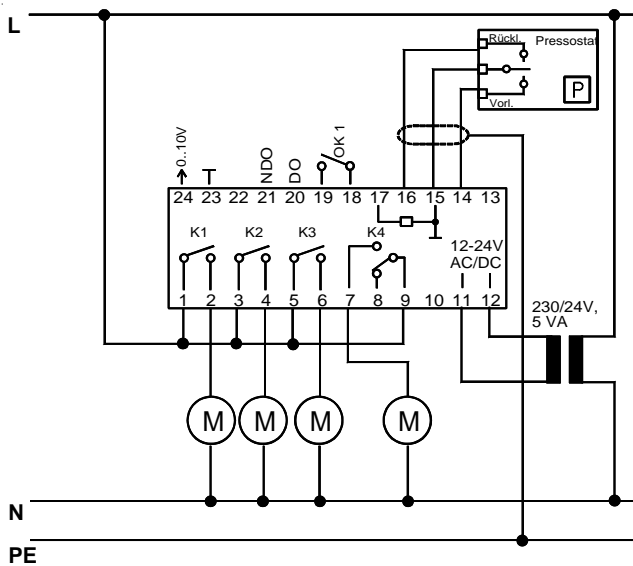 L
Rückl. Pressostat
P
Vorl.
0..10V
NDO
DO
OK 1
24 23 22 21 20 19 18 17 16 15 14 13
K1 K2 K3 K4
12-24V
AC/DC
1 2 3 4 5 6 7 8 9 10 11 12
230/24V,
5 VA
M M M M
N
PE